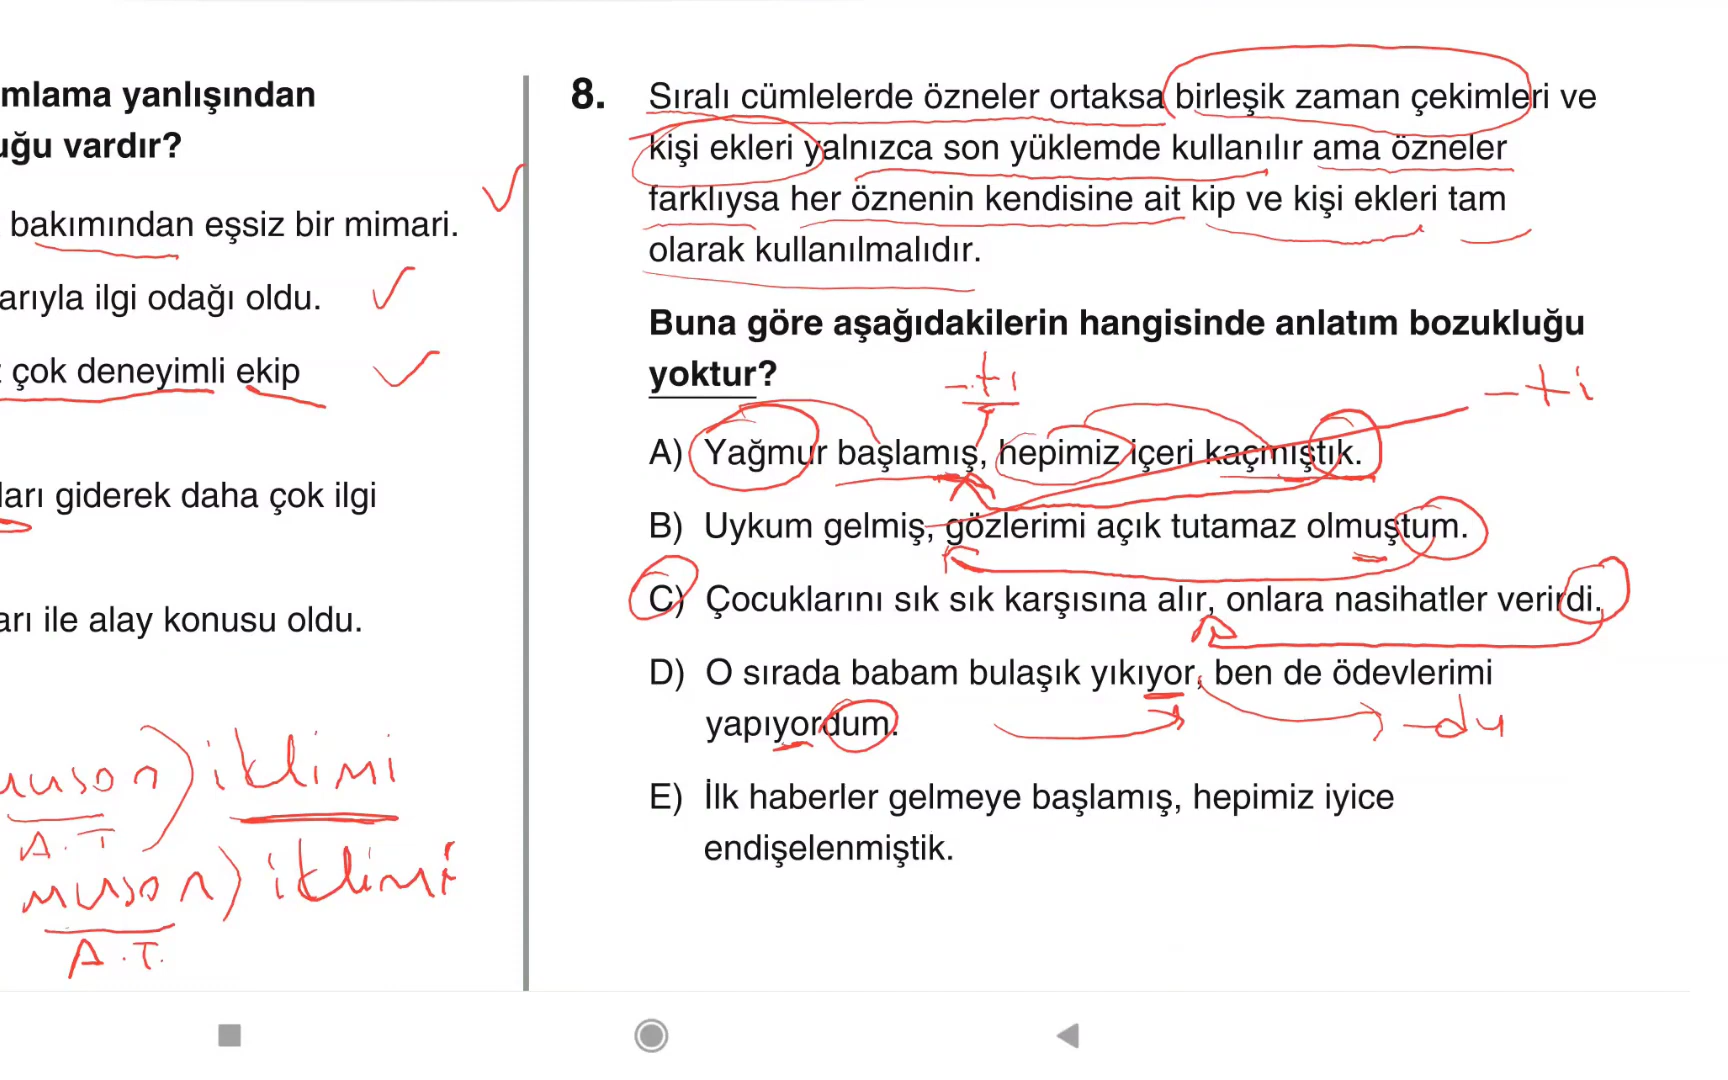 mlama yanlışından
uğu vardır?
bakımından eşsiz bir mimari.
arıyla ilgi odağı oldu.
çok deneyimli ekip
ları giderek daha çok ilgi
arı ile alay konusu oldu.
muson) iklimi
A.T
muson) iklimi
A.T.
8. Sıralı cümlelerde özneler ortaksa birleşik zaman çekimleri ve
kişi ekleri yalnızca son yüklemde kullanılır ama özneler
farklıysa her öznenin kendisine ait kip ve kişi ekleri tam
olarak kullanılmalıdır.
Buna göre aşağıdakilerin hangisinde anlatım bozukluğu
yoktur?
-tı
-ti
A) Yağmur başlamış, hepimiz içeri kaçmıştık.
B) Uykum gelmiş, gözlerimi açık tutamaz olmuştum.
C) Çocuklarını sık sık karşısına alır, onlara nasihatler verirdi.
D) O sırada babam bulaşık yıkıyor, ben de ödevlerimi
yapıyordum.
-du
E) İlk haberler gelmeye başlamış, hepimiz iyice
endişelenmiştik.